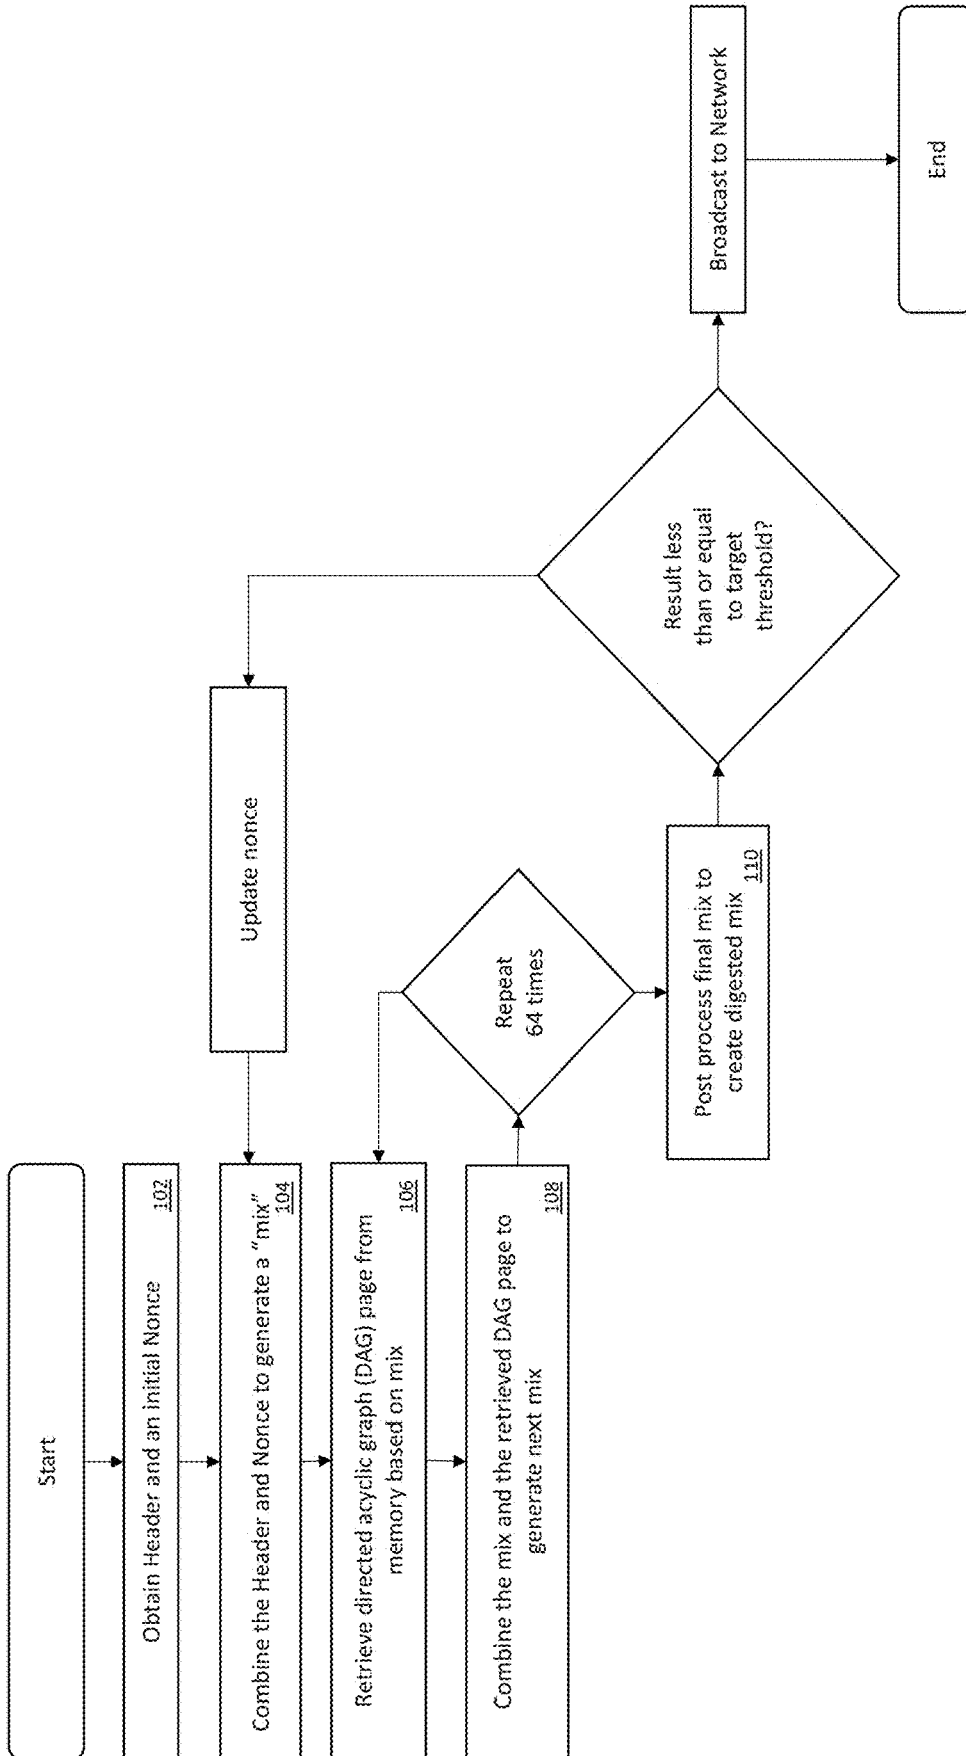 Start
Obtain Header and an initial Nonce
102
Combine the Header and Nonce to generate a “mix”
104
Retrieve directed acyclic graph (DAG) page from
memory based on mix
106
Combine the mix and the retrieved DAG page to
generate next mix
108
Repeat
64 times
Update nonce
Post process final mix to
create digested mix
110
Result less
than or equal
to target
threshold?
Broadcast to Network
End